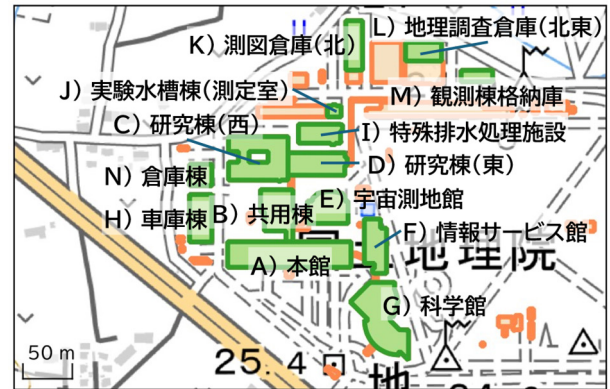 L）地理調査倉庫(北東)
K）測図倉庫(北)
J）実験水槽棟(測定室)
M）観測棟格納庫
C）研究棟(西)
I）特殊排水処理施設
D）研究棟(東)
N）倉庫棟
E）宇宙測地館
H）車庫棟
B）共用棟
F）情報サービス館
地理院
A）本館
G）科学館
50 m
25.4
地